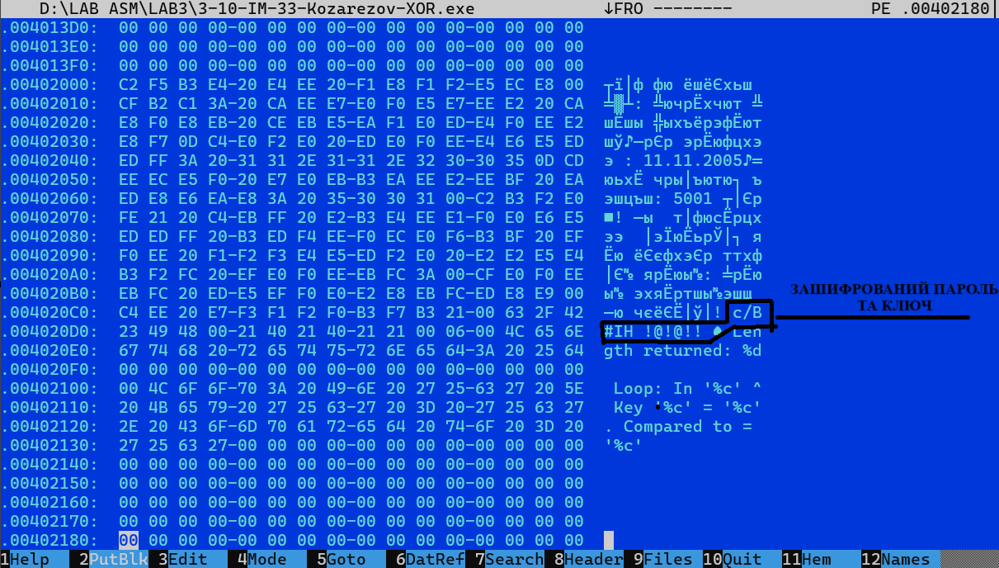 D:\LAB ASM\LAB3\3-10-IM-33-Kozarezov-XOR.exe ↓FRO -------- PE .00402180
.004013D0: 00 00 00 00-00 00 00 00-00 00 00 00-00 00 00 00
.004013E0: 00 00 00 00-00 00 00 00-00 00 00 00-00 00 00 00
.004013F0: 00 00 00 00-00 00 00 00-00 00 00 00-00 00 00 00
.00402000: C2 F5 B3 E4-20 E4 EE 20-F1 E8 F1 F2-E5 EC E8 00 ┬ї│ф фю ёшёЄхьш
.00402010: CF B2 C1 3A-20 CA EE E7-E0 F0 E5 E7-EE E2 20 CA ╧▓┴: ╩ючрЁхчют ╩
.00402020: E8 F0 E8 EB-20 CE EB E5-EA F1 E0 ED-E4 F0 EE E2 шЁшы ╬ыхъёрэфЁют
.00402030: E8 F7 0D C4-E0 F2 E0 20-ED E0 F0 EE-E4 E6 E5 ED шў♪─рЄр эрЁюфцхэ
.00402040: ED FF 3A 20-31 31 2E 31-31 2E 32 30-30 35 0D CD э : 11.11.2005♪═
.00402050: EE EC E5 F0-20 E7 E0 EB-B3 EA EE E2-EE BF 20 EA юьхЁ чры│ъютю┐ ъ
.00402060: ED E8 E6 EA-E8 3A 20 35-30 30 31 00-C2 B3 F2 E0 эшцъш: 5001 ┬│Єр
.00402070: FE 21 20 C4-EB FF 20 E2-B3 E4 EE E1-F0 E0 E6 E5 ■! ─ы  т│фюсЁрцх
.00402080: ED ED FF 20-B3 ED F4 EE-F0 EC E0 F6-B3 BF 20 EF ээ  │эЇюЁьрЎ│┐ я
.00402090: F0 EE 20 F1-F2 F3 E4 E5-ED F2 E0 20-E2 E2 E5 E4 Ёю ёЄєфхэЄр ттхф
.004020A0: B3 F2 FC 20-EF E0 F0 EE-EB FC 3A 00-CF E0 F0 EE │Є№ ярЁюы№: ╧рЁю
.004020B0: EB FC 20 ED-E5 EF F0 E0-E2 E8 EB FC-ED E8 E9 00 ы№ эхяЁртшы№эшщ
.004020C0: C4 EE 20 E7-F3 F1 F2 F0-B3 F7 B3 21-00 63 2F 42 ─ю чєёЄЁ│ў│! c/B
.004020D0: 23 49 48 00-21 40 21 40-21 21 00 06-00 4C 65 6E #IH !@!@!! ♠ Len
.004020E0: 67 74 68 20-72 65 74 75-72 6E 65 64-3A 20 25 64 gth returned: %d
.004020F0: 00 00 00 00-00 00 00 00-00 00 00 00-00 00 00 00
.00402100: 00 4C 6F 6F-70 3A 20 49-6E 20 27 25-63 27 20 5E Loop: In '%c' ^
.00402110: 20 4B 65 79-20 27 25 63-27 20 3D 20-27 25 63 27 Key '%c' = '%c'
.00402120: 2E 20 43 6F-6D 70 61 72-65 64 20 74-6F 20 3D 20 . Compared to =
.00402130: 27 25 63 27-00 00 00 00-00 00 00 00-00 00 00 00 '%c'
.00402140: 00 00 00 00-00 00 00 00-00 00 00 00-00 00 00 00
.00402150: 00 00 00 00-00 00 00 00-00 00 00 00-00 00 00 00
.00402160: 00 00 00 00-00 00 00 00-00 00 00 00-00 00 00 00
.00402170: 00 00 00 00-00 00 00 00-00 00 00 00-00 00 00 00
.00402180: 00 00 00 00-00 00 00 00-00 00 00 00-00 00 00 00
ЗАШИФРОВАНИЙ ПАРОЛЬ
ТА КЛЮЧ
1Help 2PutBlk 3Edit 4Mode 5Goto 6DatRef 7Search 8Header 9Files 10Quit 11Hem 12Names